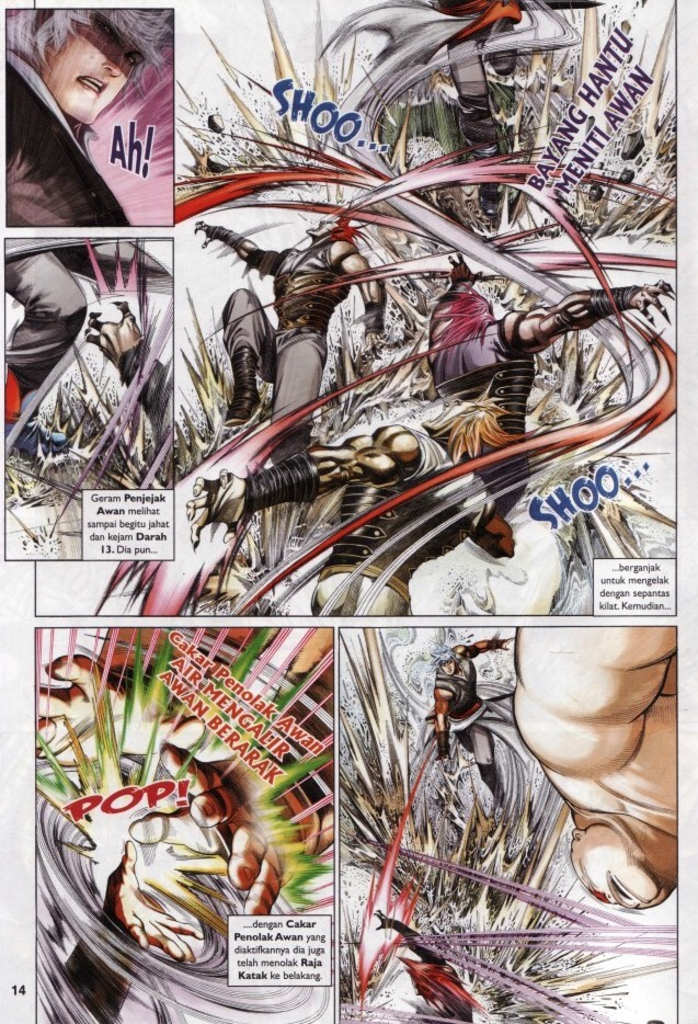 Ah!
SHOO...
BAYANG HANTU
MENITI AWAN
Geram Penjejak
Awan melihat
sampai begitu jahat
dan kejam Darah
13. Dia pun...
SHOO...
...berganjak
untuk mengelak
dengan sepantas
kilat. Kemudian...
Cakar Penolak Awan
AIR MENGALIR
AWAN BERARAK
POP!
....dengan Cakar
Penolak Awan yang
diaktifkannya dia juga
telah menolak Raja
Katak ke belakang.
14